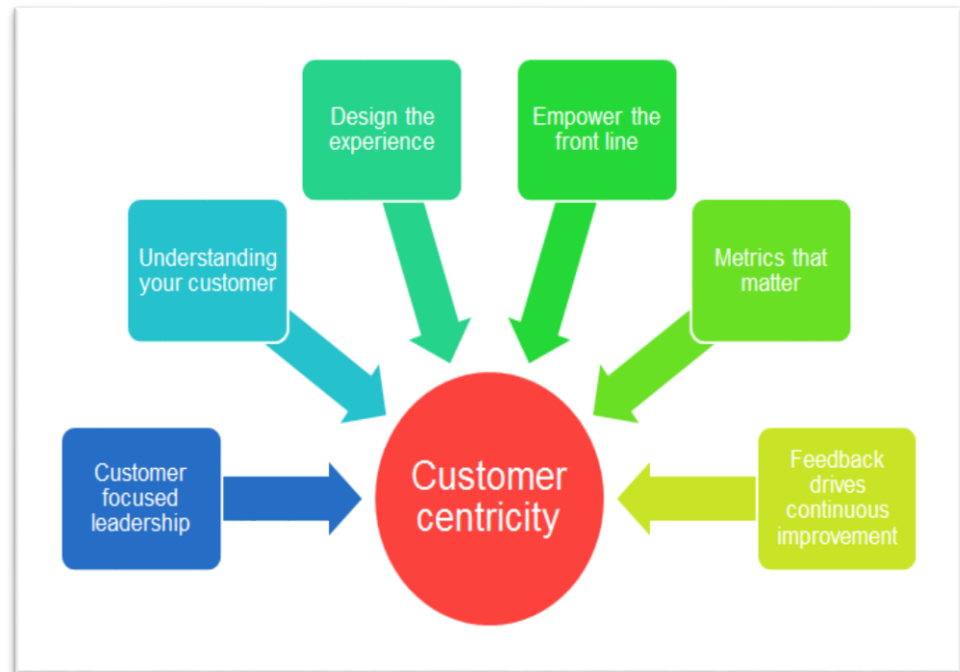 Design the
experience
Empower the
front line
Understanding
your customer
Metrics that
matter
Customer
focused
leadership
Customer
centricity
Feedback
drives
continuous
improvement